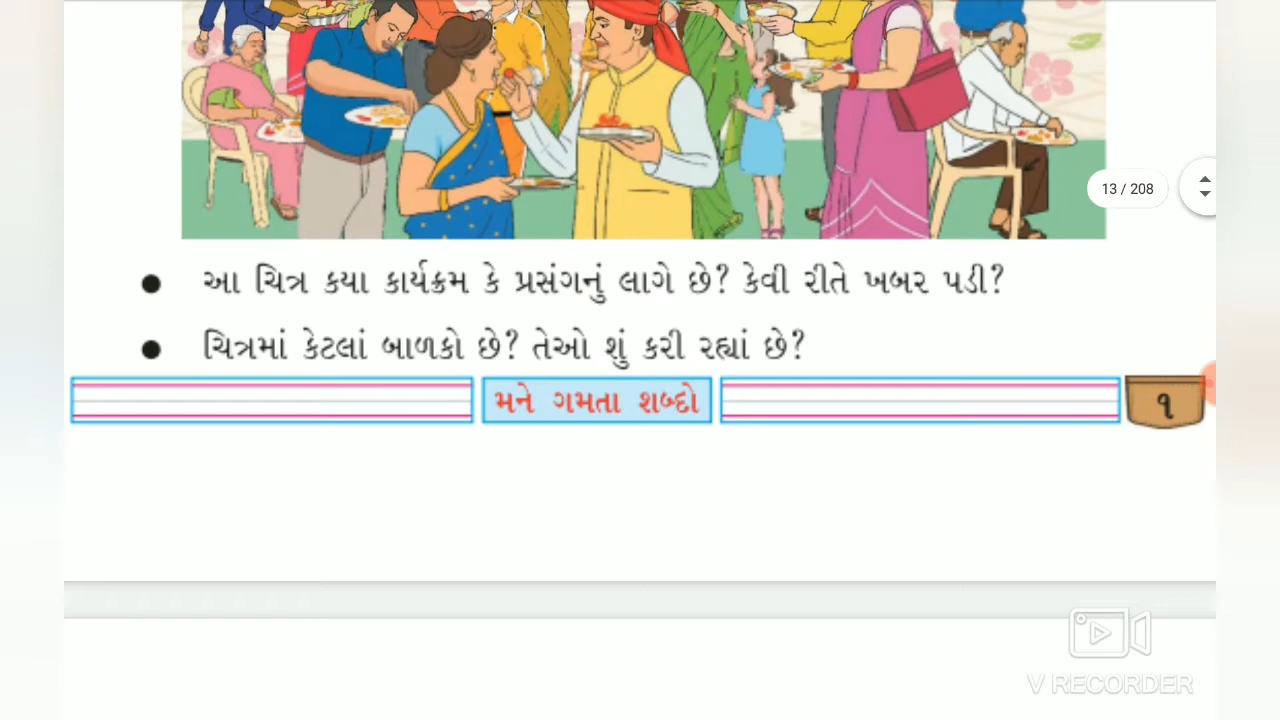 13 / 208
આ ચિત્ર કયા કાર્યક્રમ કે પ્રસંગનું લાગે છે? કેવી રીતે ખબર પડી?
ચિત્રમાં કેટલાં બાળકો છે? તેઓ શું કરી રહ્યાં છે?
મને ગમતા શબ્દો
૧
V RECORDER